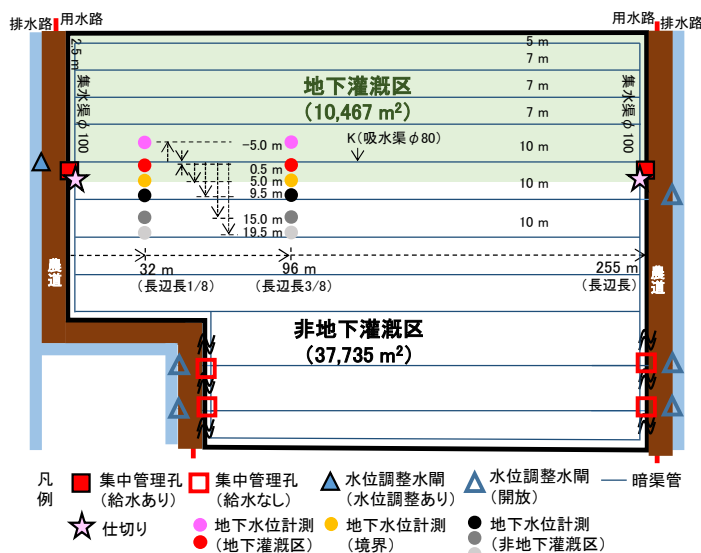 排水路 用水路
用水路 排水路
2.5 m
集水渠φ100
5 m
7 m
7 m
7 m
地下灌漑区
(10,467 m²)
集水渠φ100
K(吸水渠φ80)
−5.0 m
0.5 m
5.0 m
9.5 m
15.0 m
19.5 m
10 m
10 m
10 m
農道
農道
32 m
(長辺長1/8)
96 m
(長辺長3/8)
255 m
(長辺長)
非地下灌漑区
(37,735 m²)
凡例
集中管理孔
(給水あり)
集中管理孔
(給水なし)
水位調整水閘
(水位調整あり)
水位調整水閘
(開放)
暗渠管
仕切り
地下水位計測
(地下灌漑区)
地下水位計測
(境界)
地下水位計測
(非地下灌漑区)